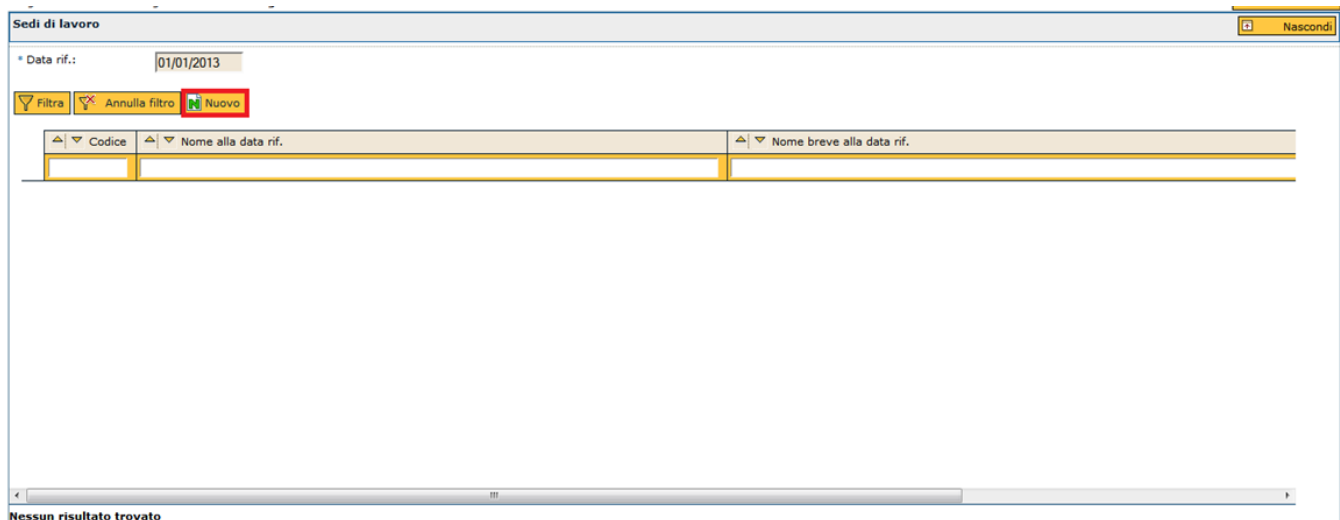 Sedi di lavoro
Nascondi
* Data rif.: 01/01/2013
Filtra Annulla filtro Nuovo
Codice Nome alla data rif. Nome breve alla data rif.
Nessun risultato trovato